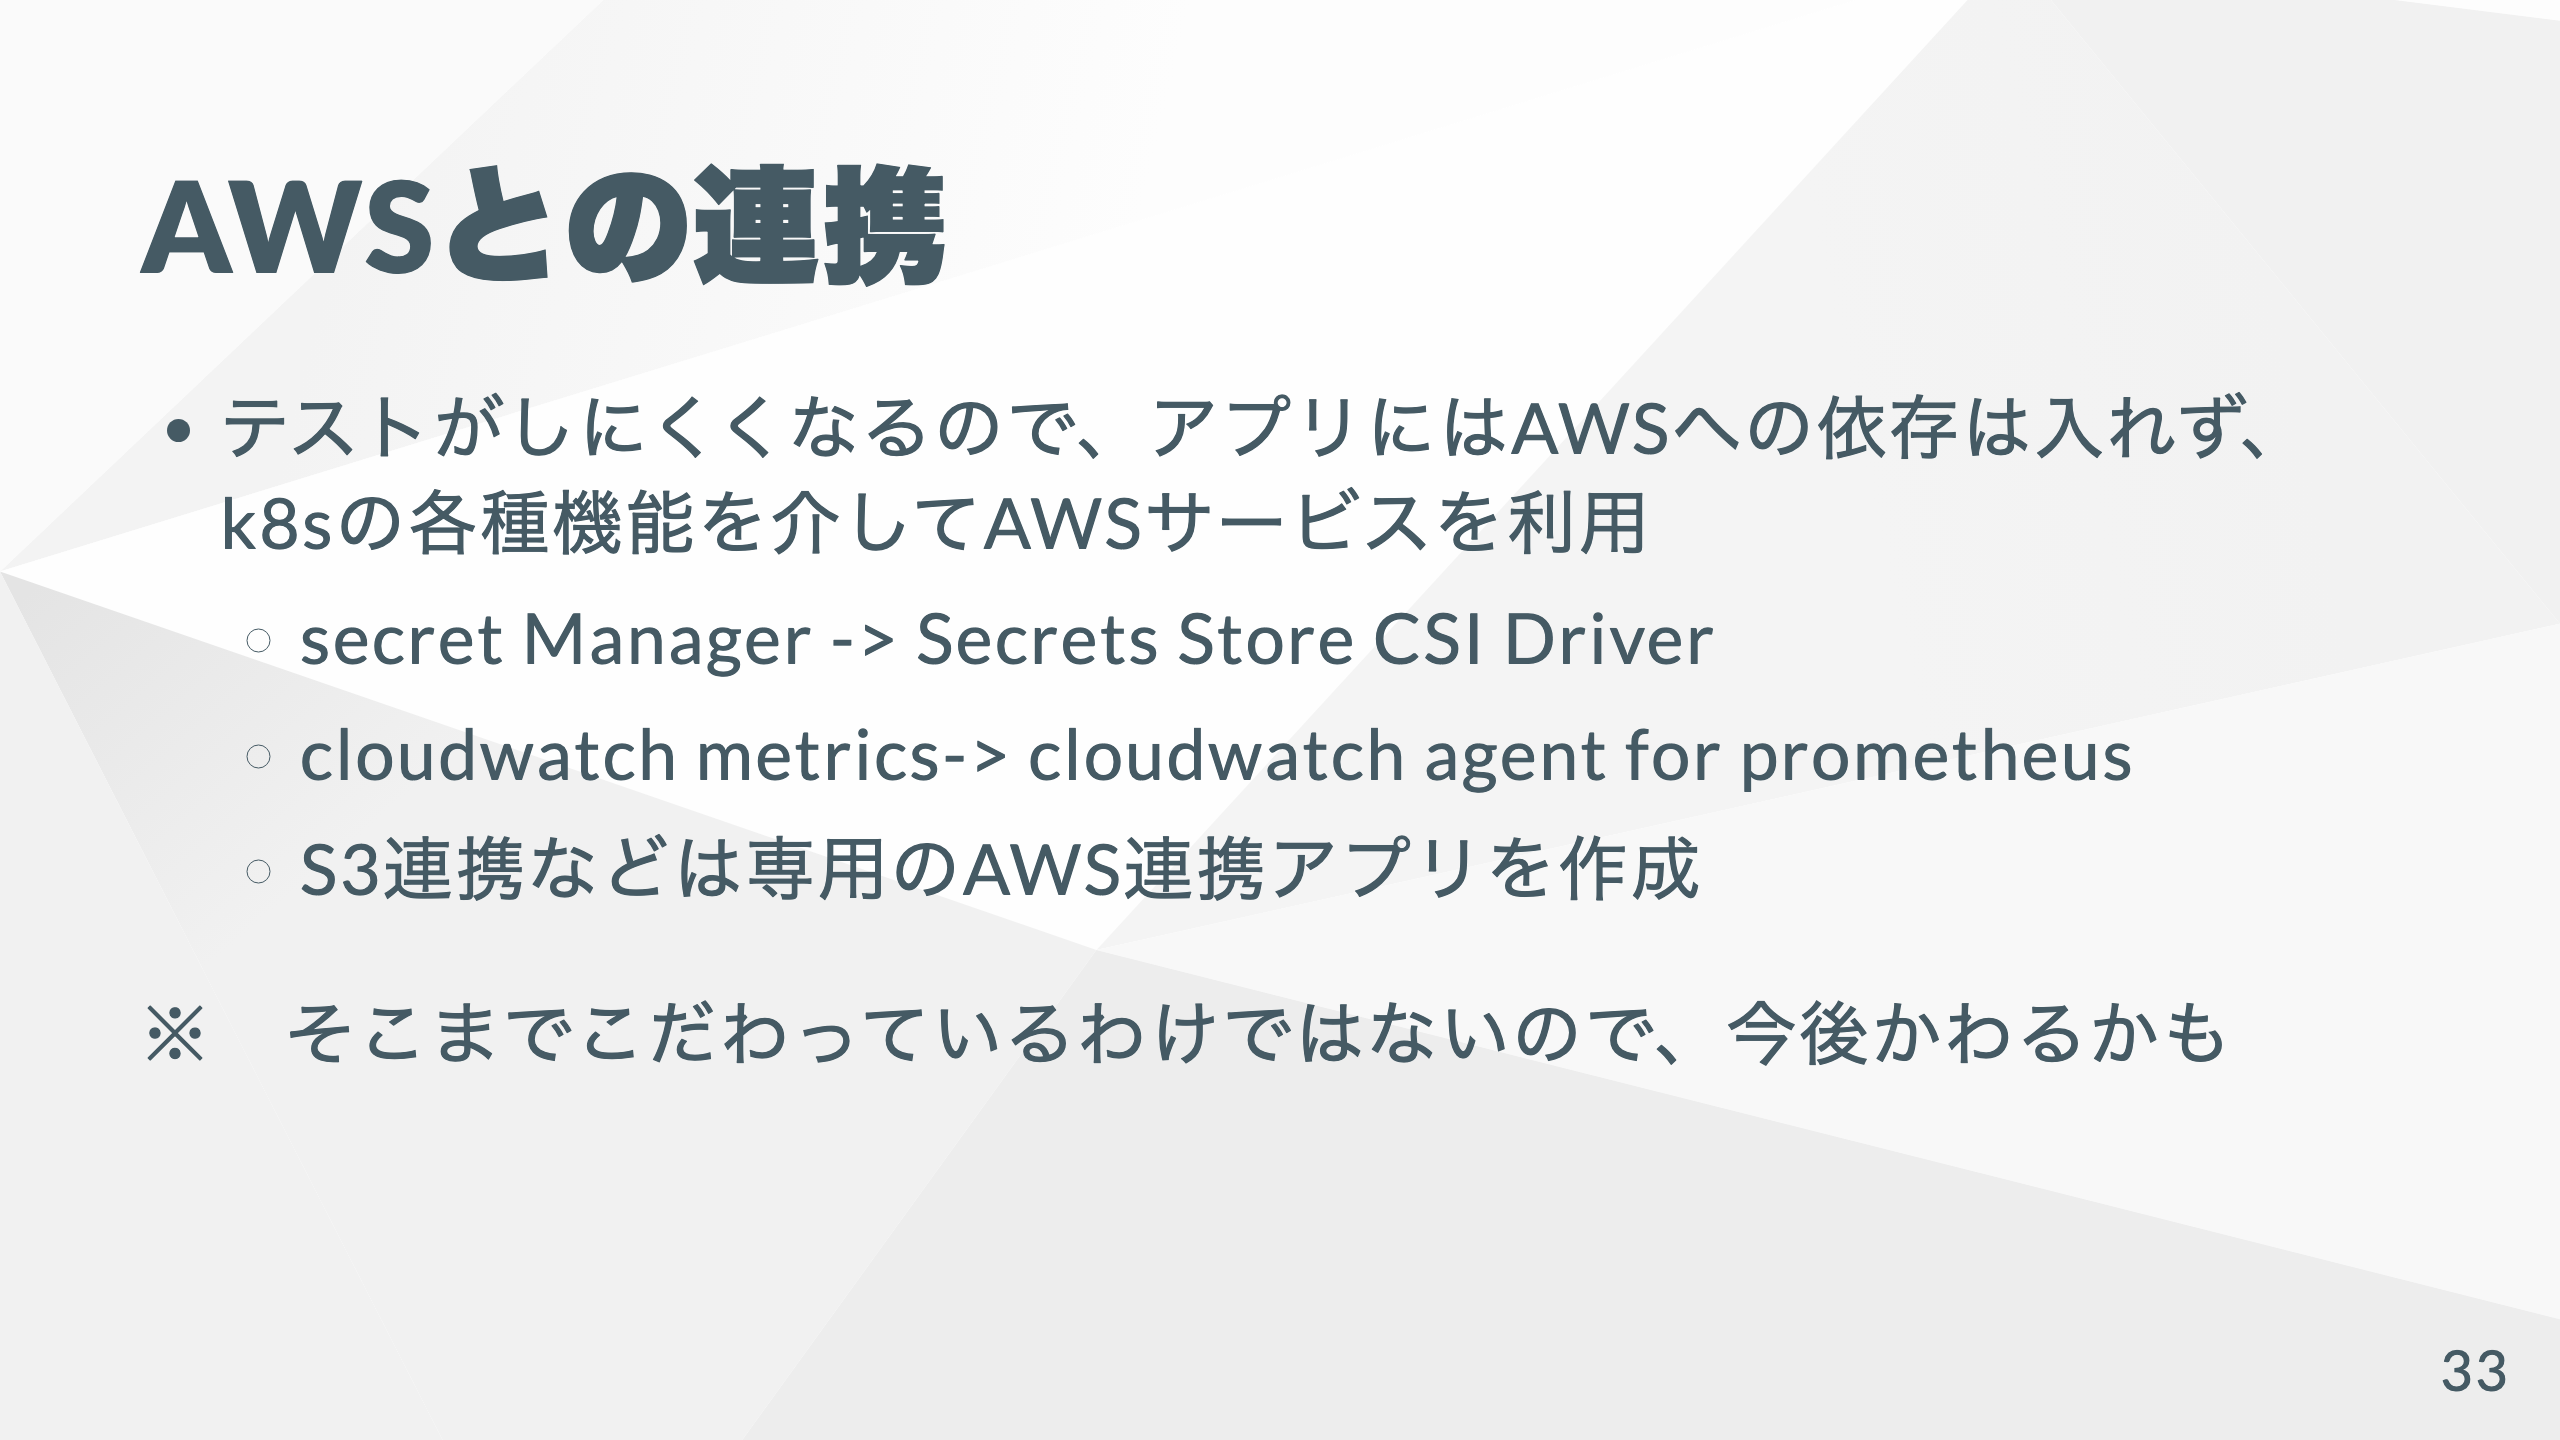 AWSとの連携
• テストがしにくくなるので、アプリにはAWSへの依存は入れず、
k8sの各種機能を介してAWSサービスを利用
○ secret Manager -> Secrets Store CSI Driver
○ cloudwatch metrics-> cloudwatch agent for prometheus
○ S3連携などは専用のAWS連携アプリを作成
※　そこまでこだわっているわけではないので、今後かわるかも
33